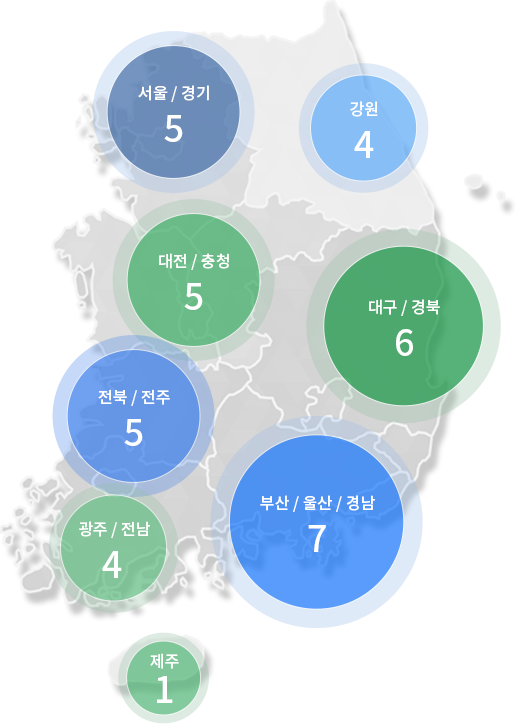 서울 / 경기
5
강원
4
대전 / 충청
5
대구 / 경북
6
전북 / 전주
5
부산 / 울산 / 경남
7
광주 / 전남
4
제주
1